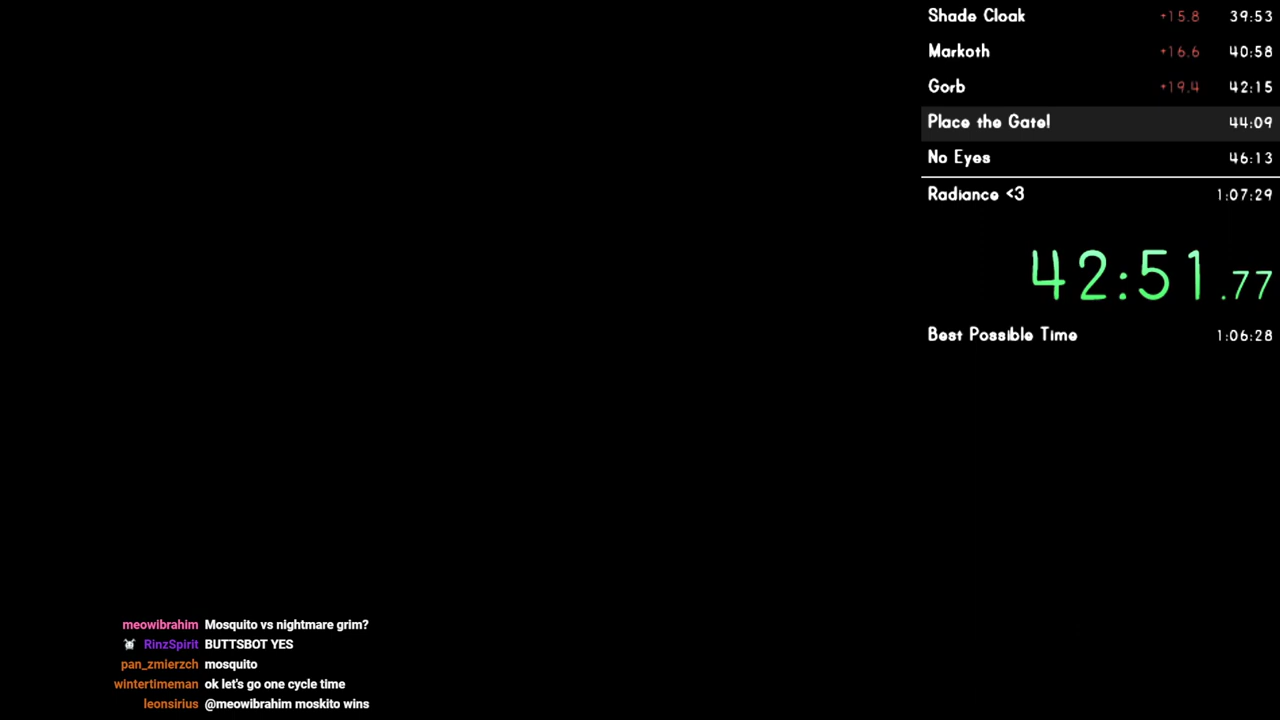 Shade Cloak +15.8 39:53
Markoth +16.6 40:58
Gorb +19.4 42:15
Place the Gate! 44:09
No Eyes 46:13
Radiance <3 1:07:29
42:51.77
Best Possible Time 1:06:28
meowibrahim Mosquito vs nightmare grim?
RinzSpirit BUTTSBOT YES
pan_zmierzch mosquito
wintertimeman ok let's go one cycle time
leonsirius @meowibrahim moskito wins